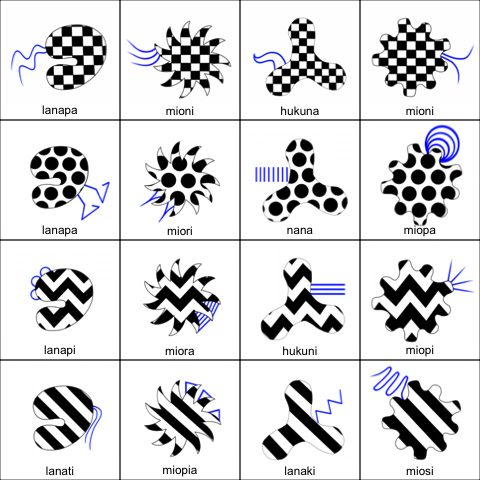 lanapa
mioni
hukuna
mioni
lanapa
miori
nana
miopa
lanapi
miora
hukuni
miopi
lanati
miopia
lanaki
miosi